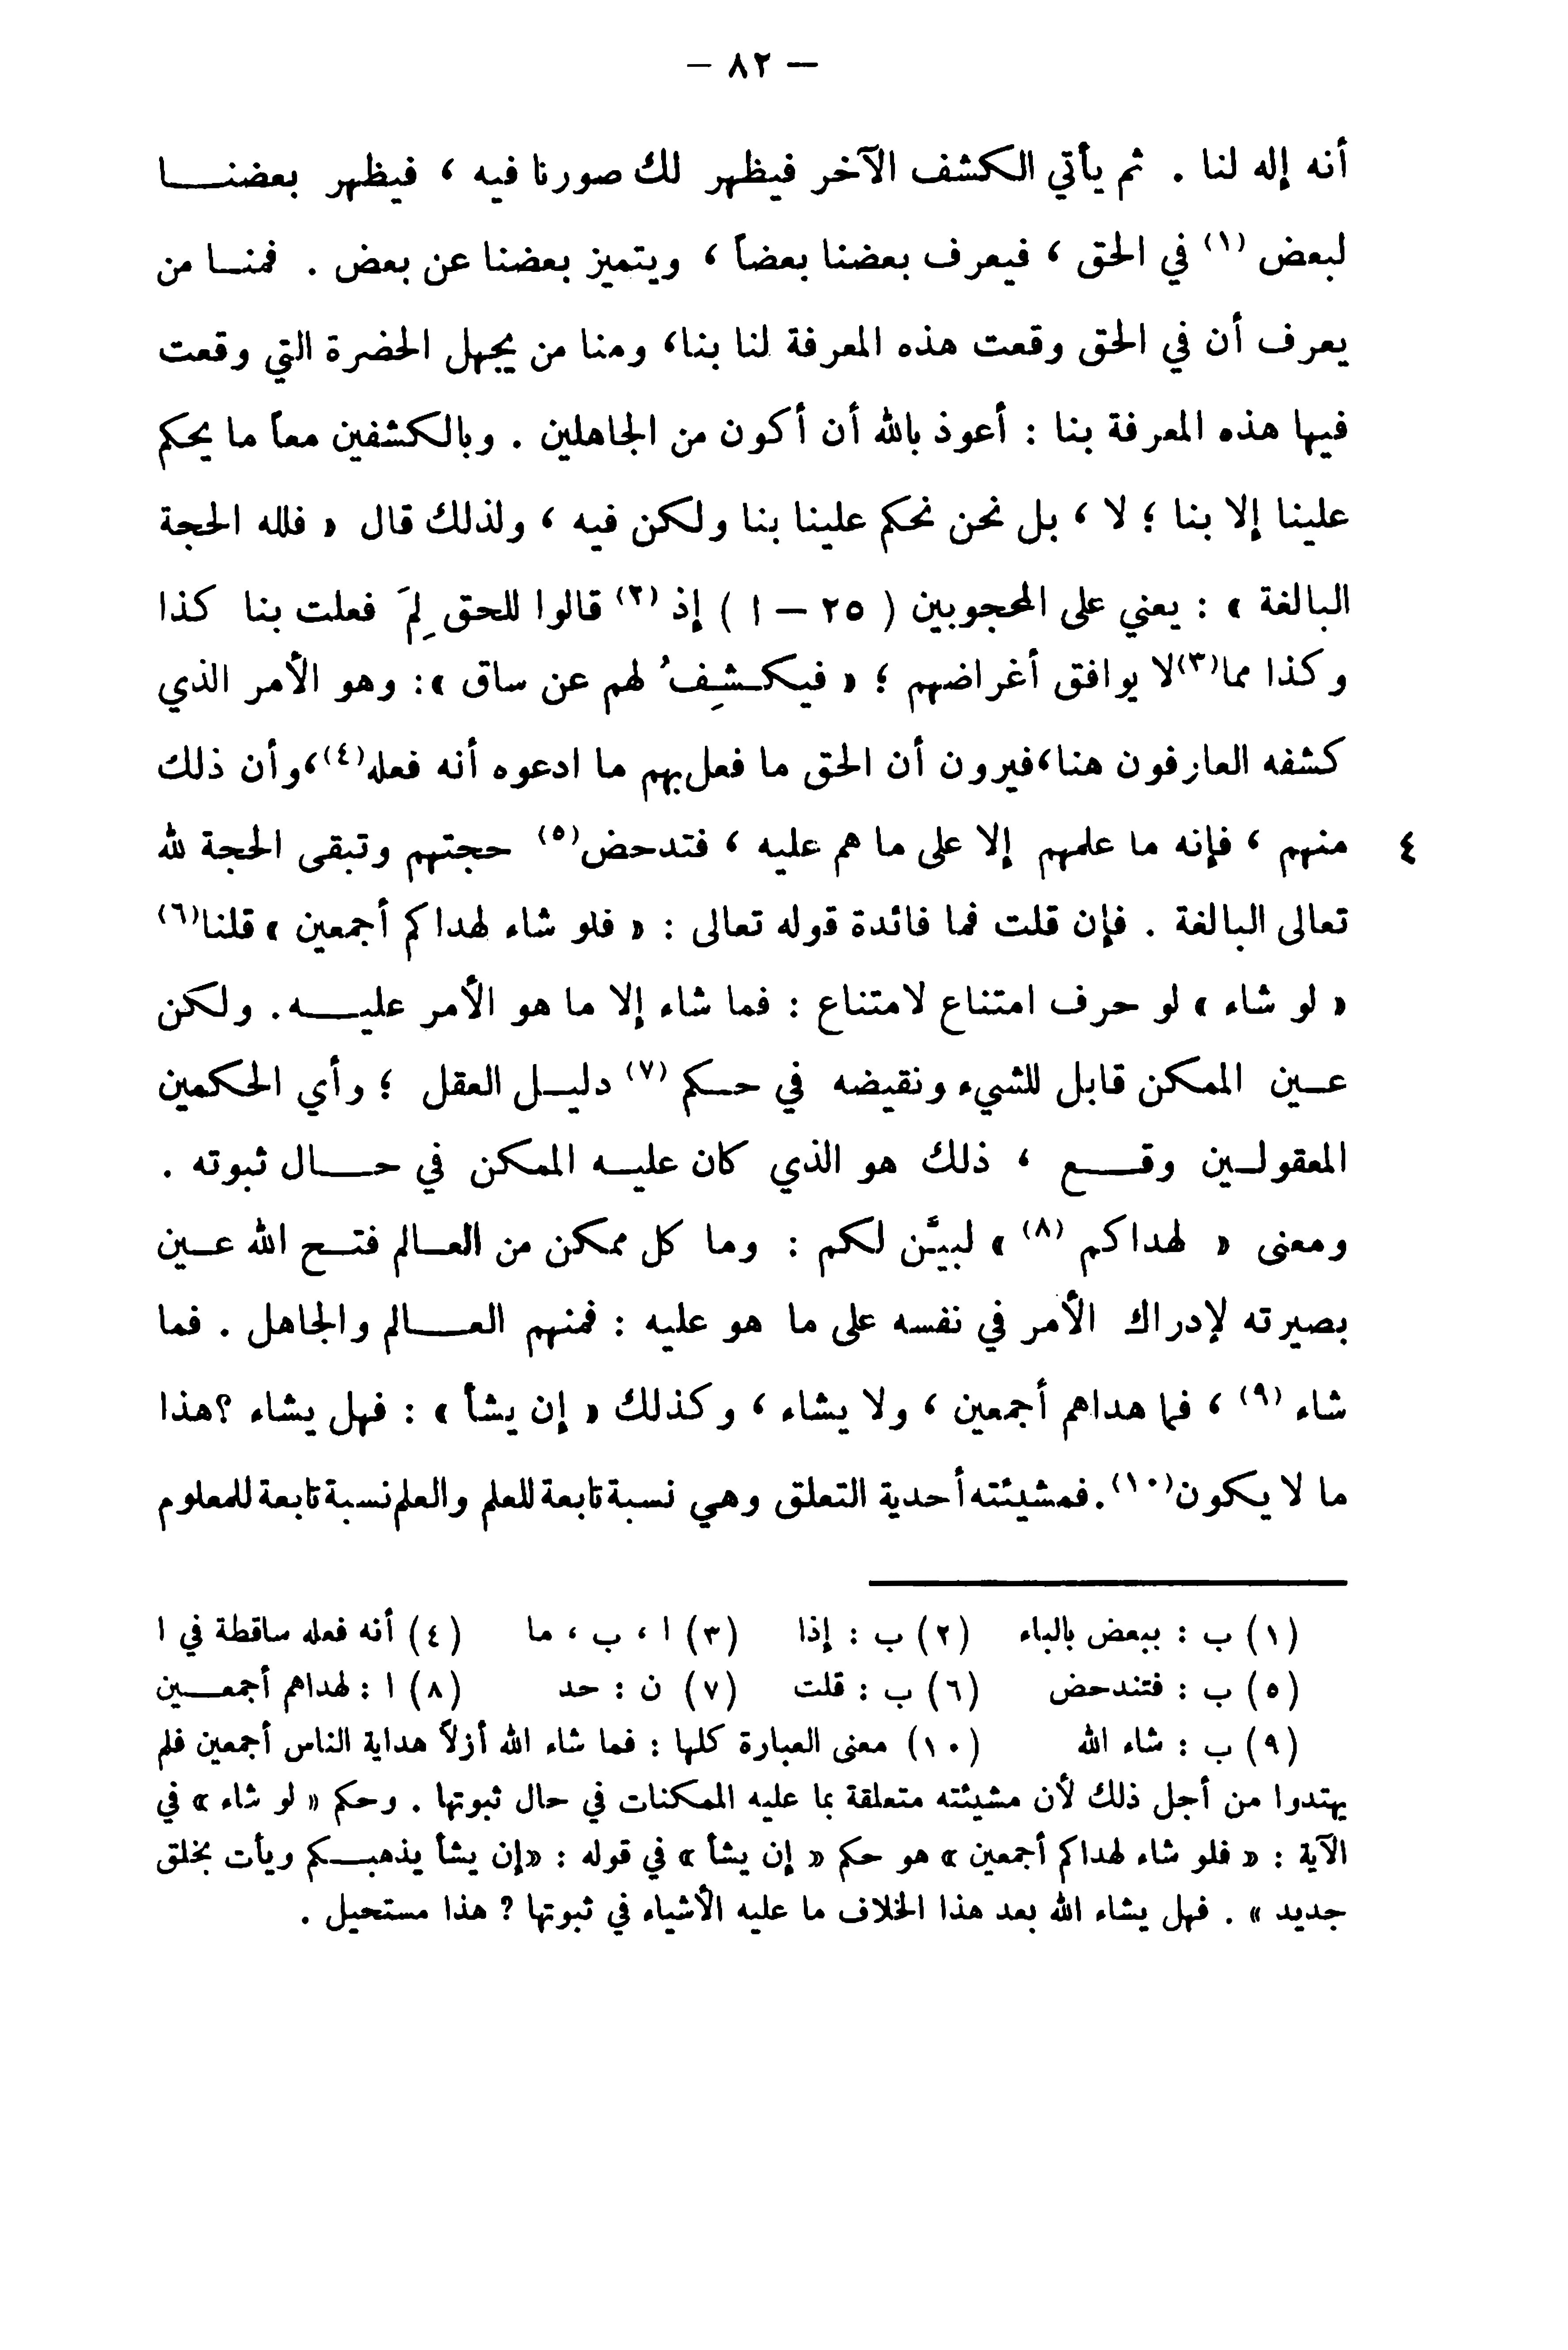 — ٨٢ —
أنه إله لنا . ثم يأتي الكشف الآخر فيظهر لك صورنا فيه ، فيظهر بعضنا
لبعض (١) في الحق ، فيعرف بعضنا بعضاً ، ويتميز بعضنا عن بعض . فمنا من
يعرف أن في الحق وقعت هذه المعرفة لنا بنا، ومنا من يجهل الحضرة التي وقعت
فيها هذه المعرفة بنا : أعوذ بالله أن أكون من الجاهلين . وبالكشفين معاً ما يحكم
علينا إلا بنا ؛ لا ، بل نحن نحكم علينا بنا ولكن فيه ، ولذلك قال « فلله الحجة
البالغة » : يعني على المحجوبين ( ٢٥ – ا ) إذ (٢) قالوا للحق لِمَ فعلت بنا كذا
وكذا مما(٣)لا يوافق أغراضهم ؛ « فيكشِفُ لهم عن ساق »: وهو الأمر الذي
كشفه العارفون هنا،فيرون أن الحق ما فعل بهم ما ادعوه أنه فعله(٤)،وأن ذلك
٤ منهم ، فإنه ما علمهم إلا على ما هم عليه ، فتدحض(٥) حجتهم وتبقى الحجة لله
تعالى البالغة . فإن قلت فما فائدة قوله تعالى : « فلو شاء لهداكم أجمعين » قلنا(٦)
« لو شاء » لو حرف امتناع لامتناع : فما شاء إلا ما هو الأمر عليه . ولكن
عين الممكن قابل للشيء ونقيضه في حكم (٧) دليل العقل ؛ وأي الحكمين
المعقولين وقع ، ذلك هو الذي كان عليه الممكن في حال ثبوته .
ومعنى « لهداكم (٨) » لبيَّن لكم : وما كل ممكن من العالم فتح الله عين
بصيرته لإدراك الأمر في نفسه على ما هو عليه : فمنهم العالم والجاهل . فما
شاء (٩) ، فما هداهم أجمعين ، ولا يشاء ، وكذلك « إن يشأ » : فهل يشاء ؟هذا
ما لا يكون(١٠).فمشيئته أحدية التعلق وهي نسبة تابعة للعلم والعلم نسبة تابعة للمعلوم
(١) ب : ببعض بالباء (٢) ب : إذا (٣) ا ، ب ، ما (٤) أنه فعله ساقطة في ا
(٥) ب : فتندحض (٦) ب : قلت (٧) ن : حد (٨) ا : لهداهم أجمعين
(٩) ب : شاء الله (١٠) معنى العبارة كلها : فما شاء الله أزلاً هداية الناس أجمعين فلم
يهتدوا من أجل ذلك لأن مشيئته متعلقة بما عليه الممكنات في حال ثبوتها . وحكم « لو شاء » في
الآية : « فلو شاء لهداكم أجمعين » هو حكم « إن يشأ » في قوله : «إن يشأ يذهبكم ويأت بخلق
جديد » . فهل يشاء الله بعد هذا الخلاف ما عليه الأشياء في ثبوتها ? هذا مستحيل .